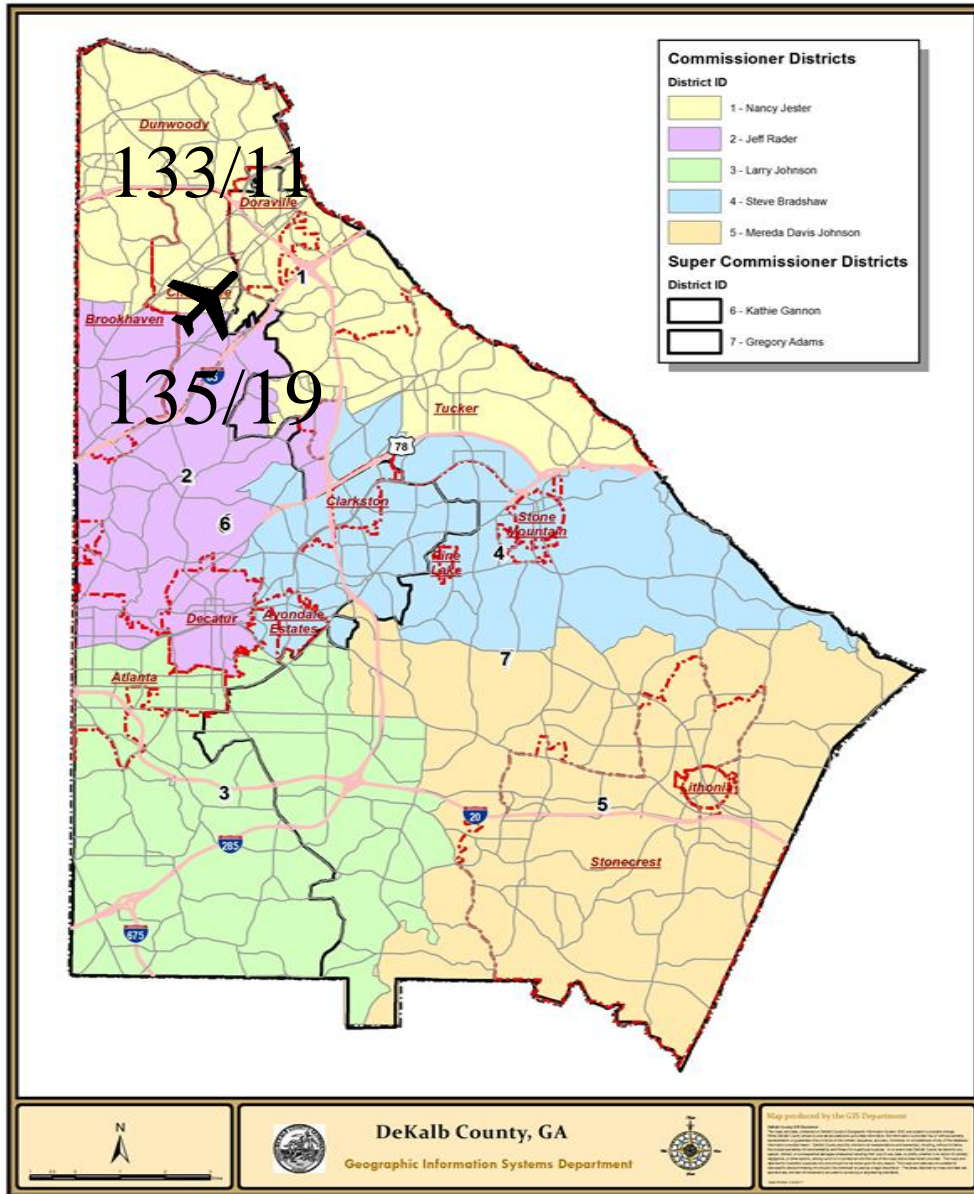 Commissioner Districts
District ID
1 - Nancy Jester
2 - Jeff Rader
3 - Larry Johnson
4 - Steve Bradshaw
5 - Mereda Davis Johnson
Super Commissioner Districts
District ID
6 - Kathie Gannon
7 - Gregory Adams
Dunwoody
133/11
Doraville
1
Brookhaven
135/19
Tucker
78
2
Clarkston
6
Stone
Mountain
4
Lake
Decatur
Avondale
Estates
7
Atlanta
3
5
20
285
Stonecrest
675
N
DeKalb County, GA
Geographic Information Systems Department
Map produced by the GIS Department